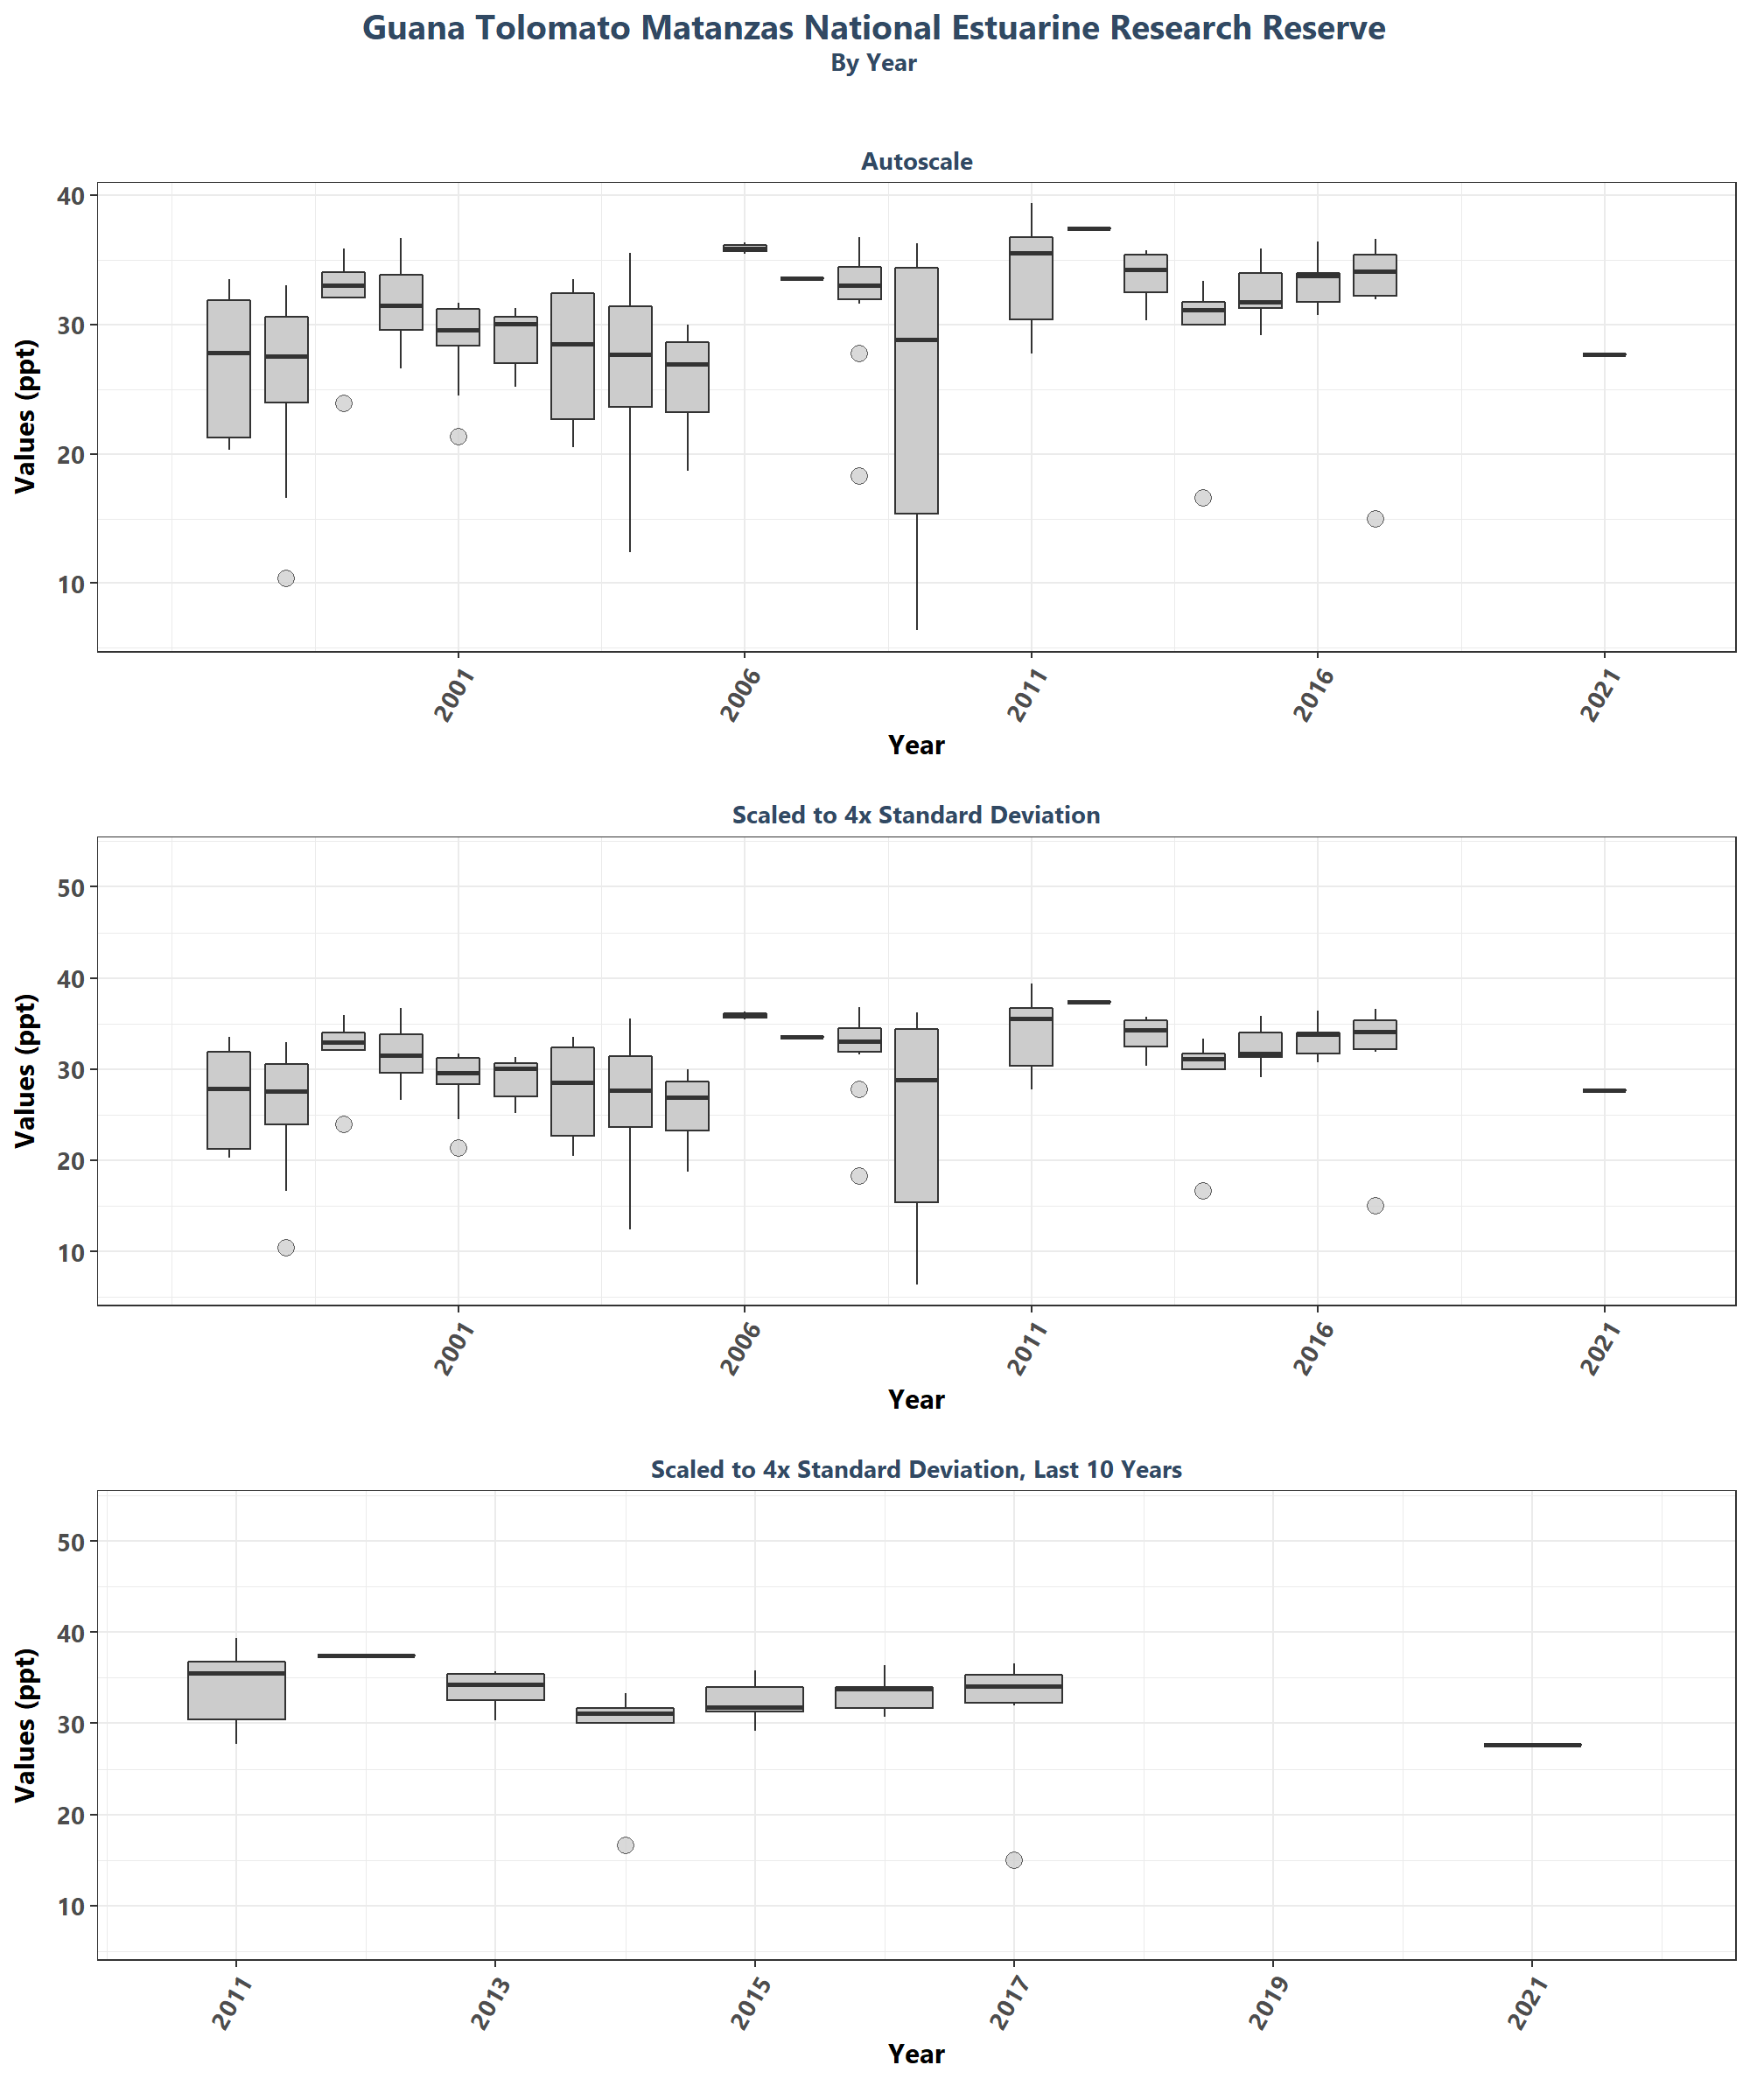 Guana Tolomato Matanzas National Estuarine Research Reserve
By Year
Autoscale
Values (ppt)
40
30
20
10
2001 2006 2011 2016 2021
Year
Scaled to 4x Standard Deviation
Values (ppt)
50
40
30
20
10
2001 2006 2011 2016 2021
Year
Scaled to 4x Standard Deviation, Last 10 Years
Values (ppt)
50
40
30
20
10
2011 2013 2015 2017 2019 2021
Year